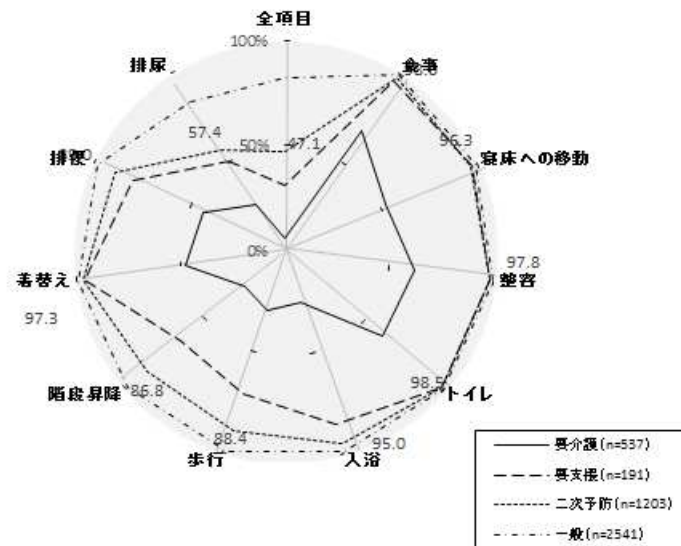 全項目
100%
食事
排尿
96.3
寝床への移動
57.4
50%
47.1
排便
0%
97.8
整容
着替え
97.3
98.5
トイレ
階段昇降
86.8
88.4
95.0
歩行
入浴
要介護(n=537)
要支援(n=191)
二次予防(n=1203)
一般(n=2541)